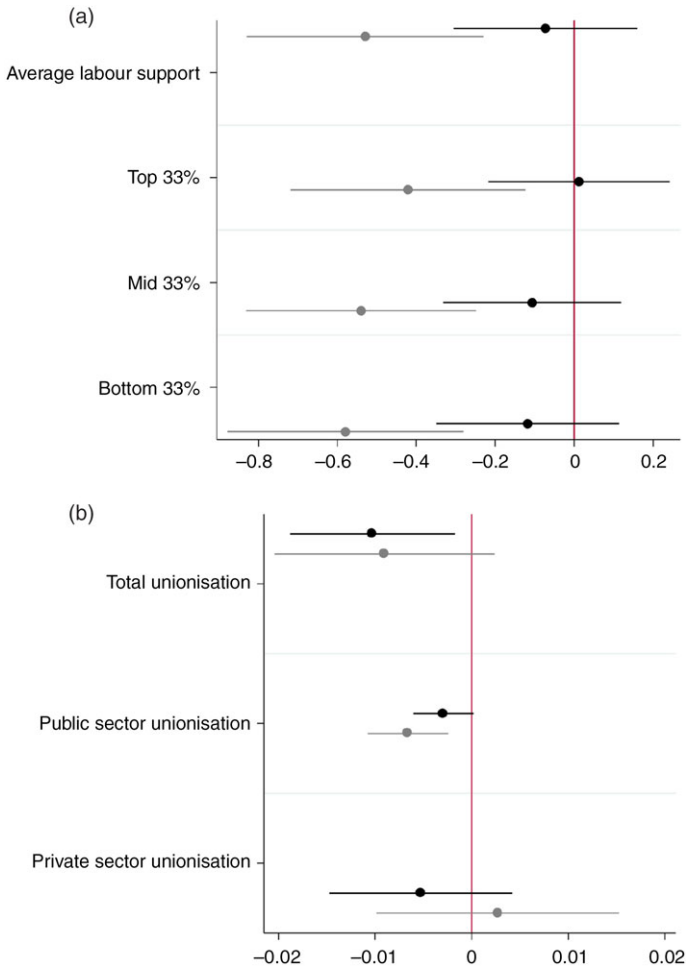 (a)
Average labour support
Top 33%
Mid 33%
Bottom 33%
−0.8 −0.6 −0.4 −0.2 0 0.2
(b)
Total unionisation
Public sector unionisation
Private sector unionisation
−0.02 −0.01 0 0.01 0.02